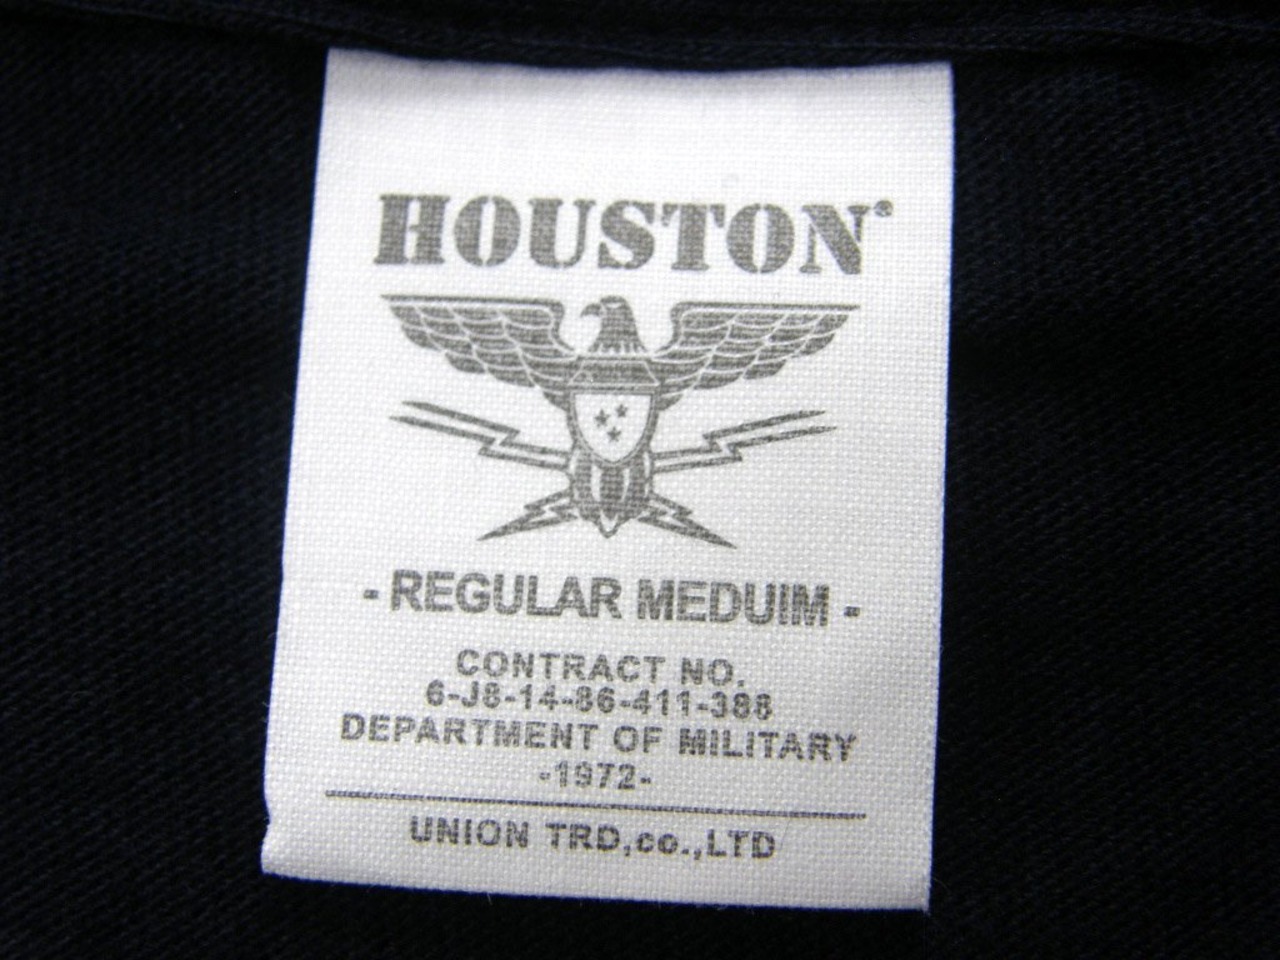 HOUSTON®
- REGULAR MEDUIM -
CONTRACT NO.
6-J8-14-86-411-388
DEPARTMENT OF MILITARY
-1972-
UNION TRD,co.,LTD